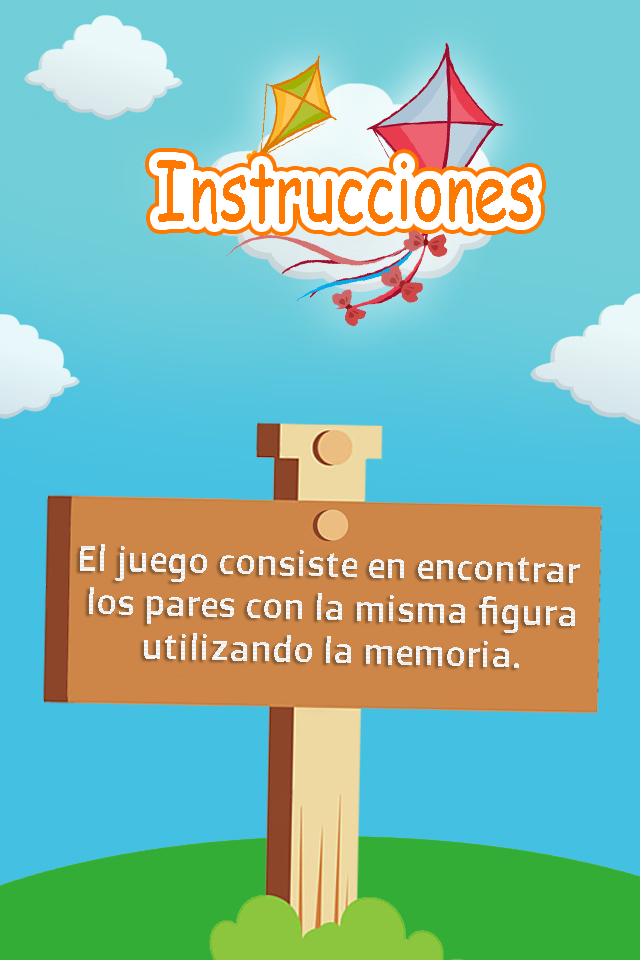 Instrucciones
El juego consiste en encontrar
los pares con la misma figura
utilizando la memoria.